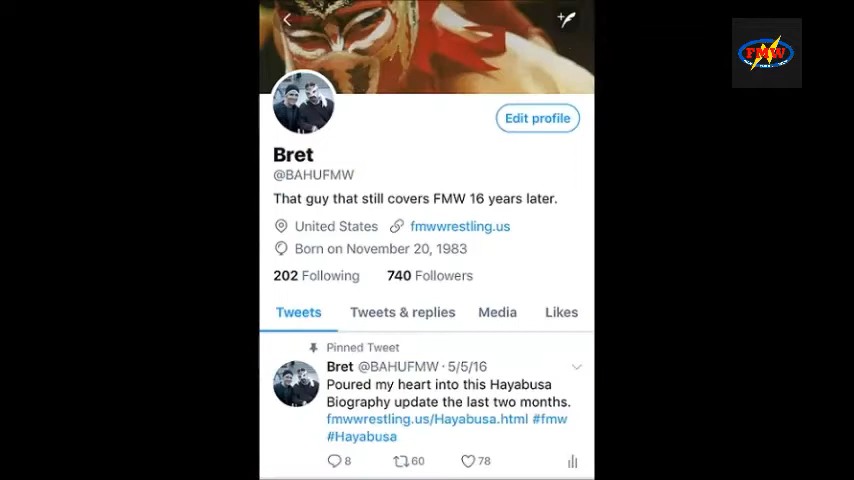 FMW
Edit profile
Bret
@BAHUFMW
That guy that still covers FMW 16 years later.
United States fmwwrestling.us
Born on November 20, 1983
202 Following 740 Followers
Tweets Tweets & replies Media Likes
Pinned Tweet
Bret @BAHUFMW · 5/5/16
Poured my heart into this Hayabusa
Biography update the last two months.
fmwwrestling.us/Hayabusa.html #fmw
#Hayabusa
8 60 78